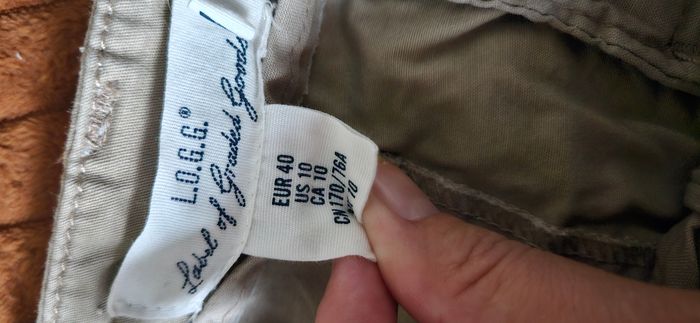 L.O.G.G.®
Label of Graded Goods
EUR 40
US 10
CA 10
CN 170/76A